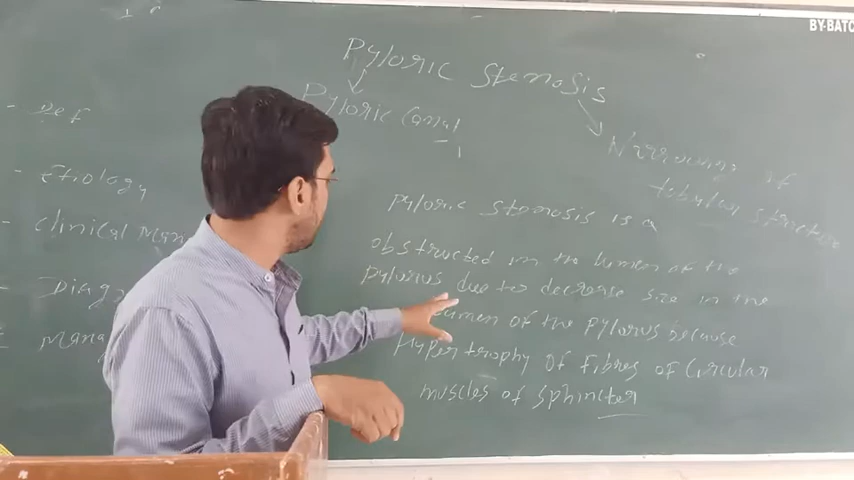 BY-BATC
Pyloric Stenosis
Pyloric Canal
Narrowing of
tubular structure
- Def
- Etiology
- Clinical Man
- Diag
- Mana
Pyloric Stenosis is a
obstructed in the lumen of the
Pylorius due to decrease size in the
lumen of the pylorus because
Hypertrophy of Fibres of Circular
muscles of Sphincter